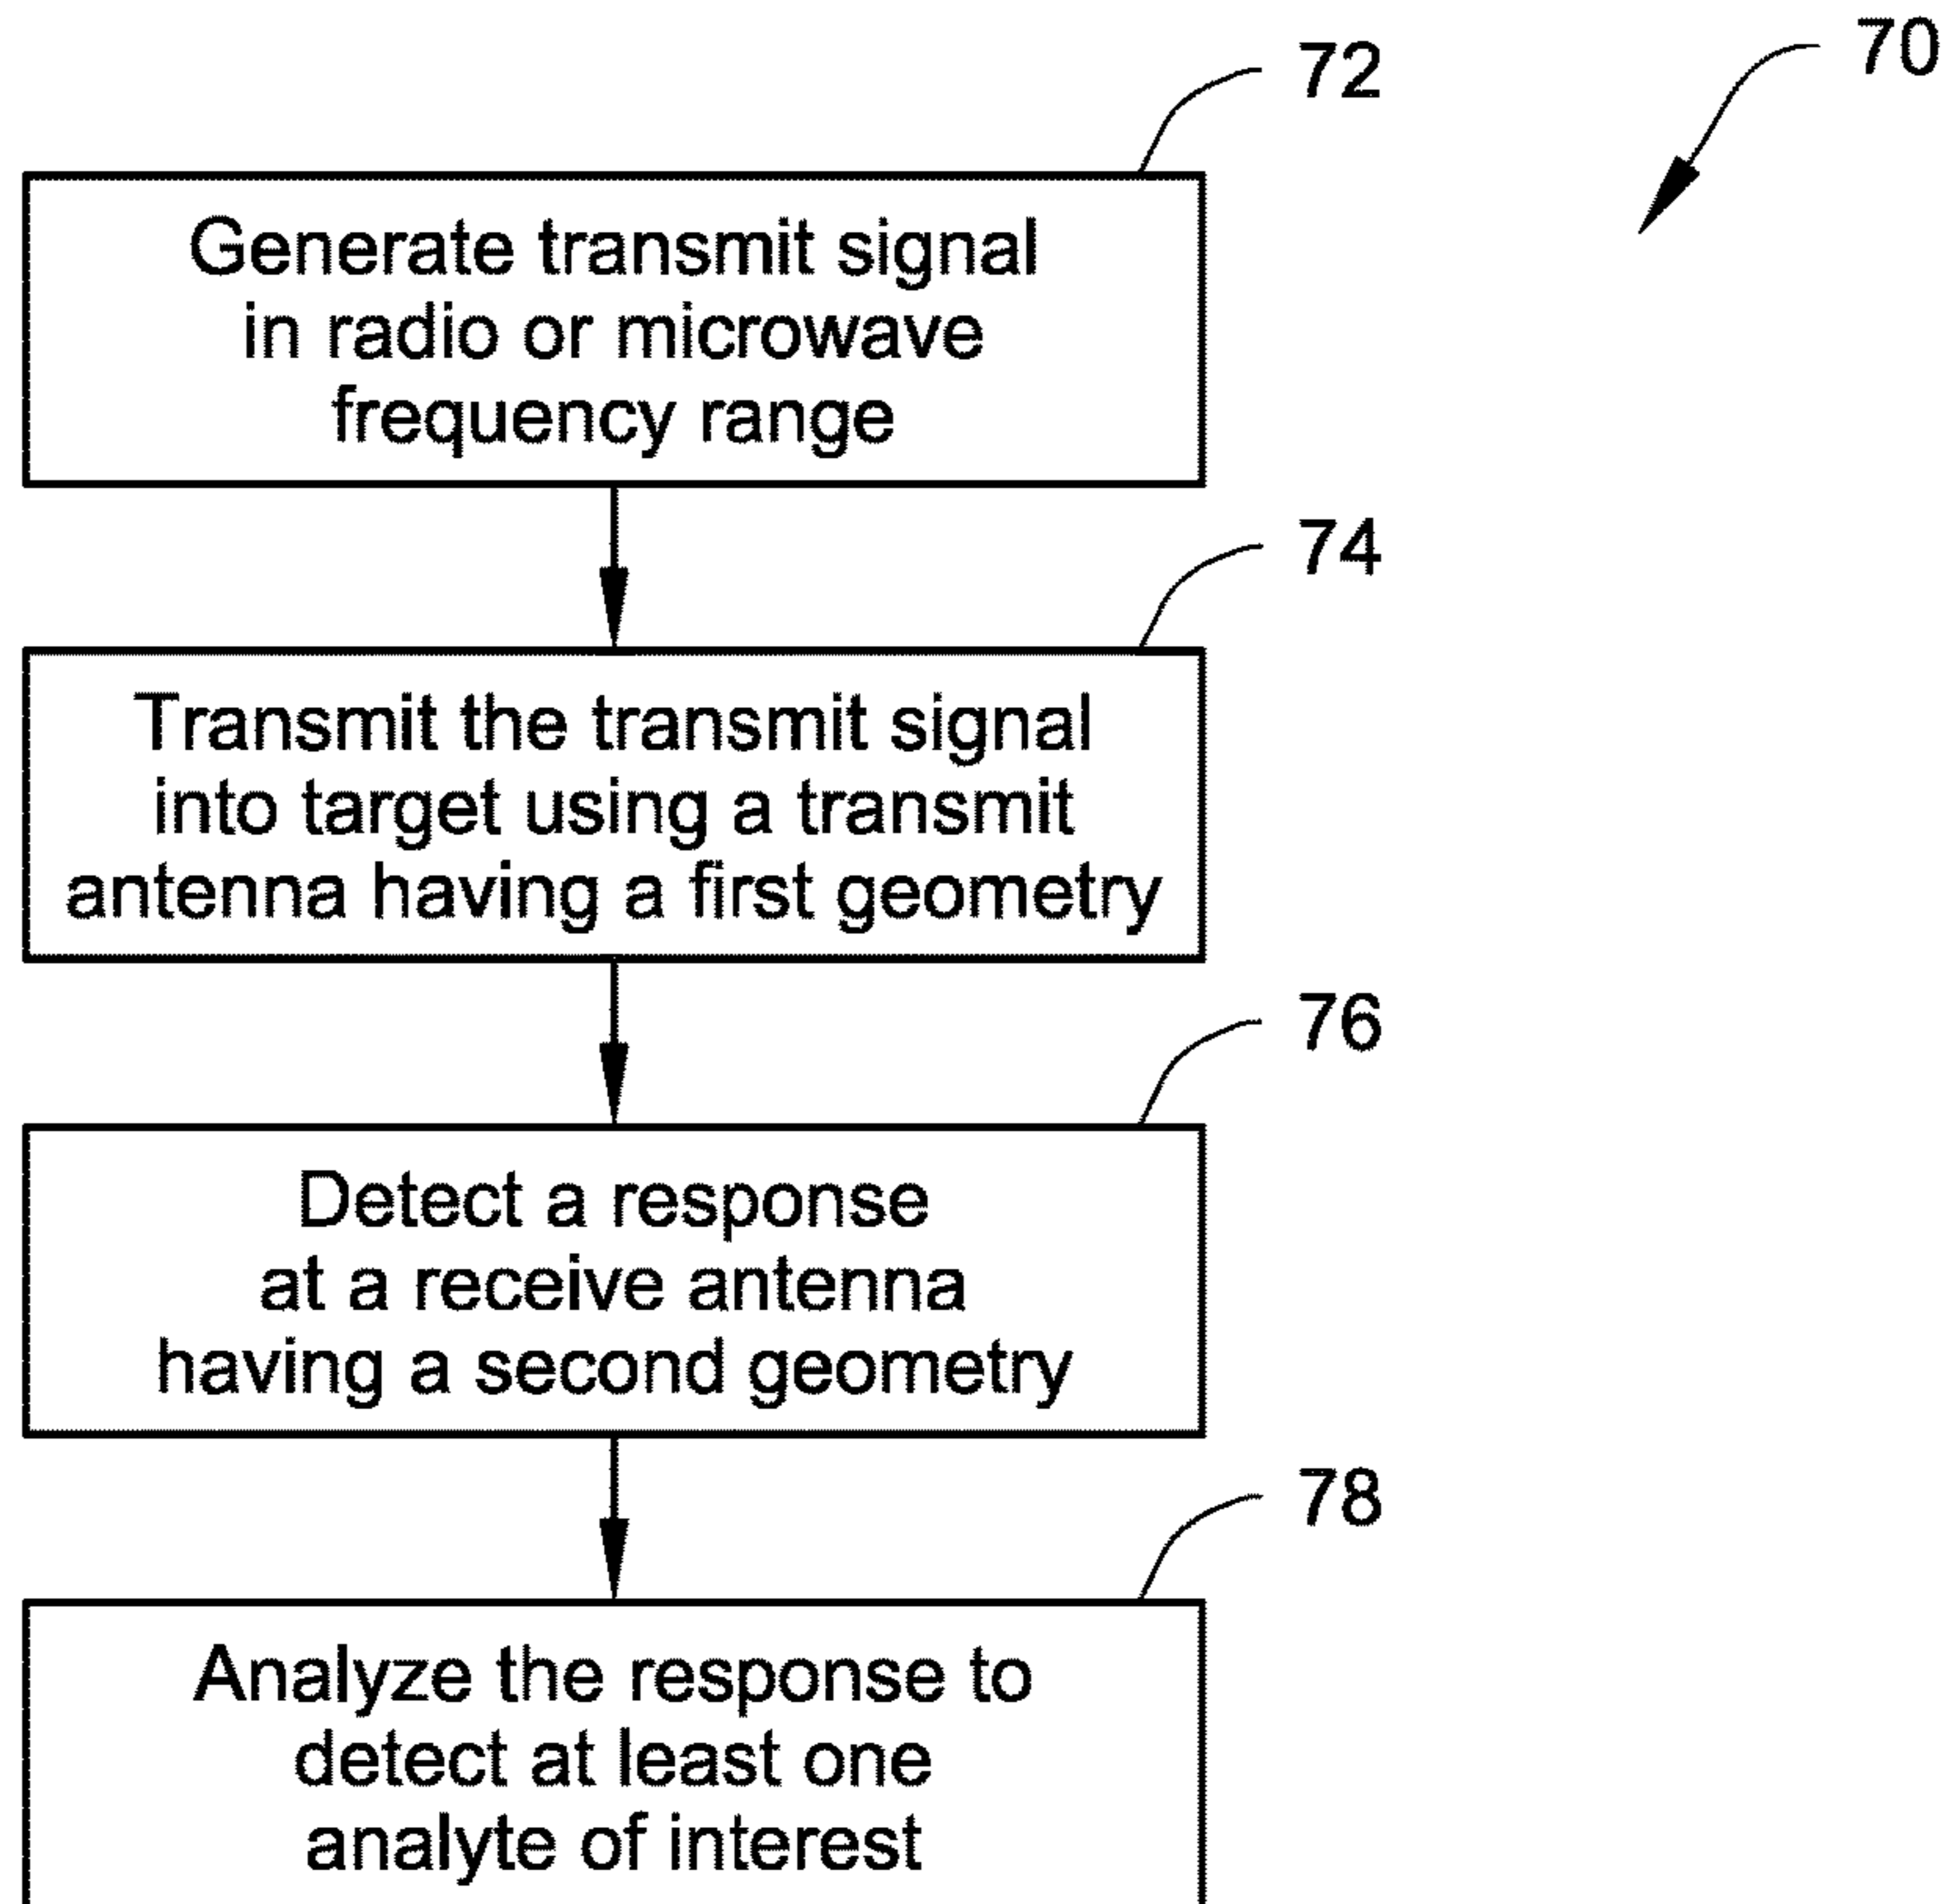 70
72
Generate transmit signal
in radio or microwave
frequency range
74
Transmit the transmit signal
into target using a transmit
antenna having a first geometry
76
Detect a response
at a receive antenna
having a second geometry
78
Analyze the response to
detect at least one
analyte of interest